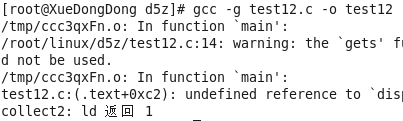 [root@XueDongDong d5z]# gcc -g test12.c -o test12
/tmp/ccc3qxFn.o: In function `main':
/root/linux/d5z/test12.c:14: warning: the `gets' fu
d not be used.
/tmp/ccc3qxFn.o: In function `main':
test12.c:(.text+0xc2): undefined reference to `disp
collect2: ld 返回 1